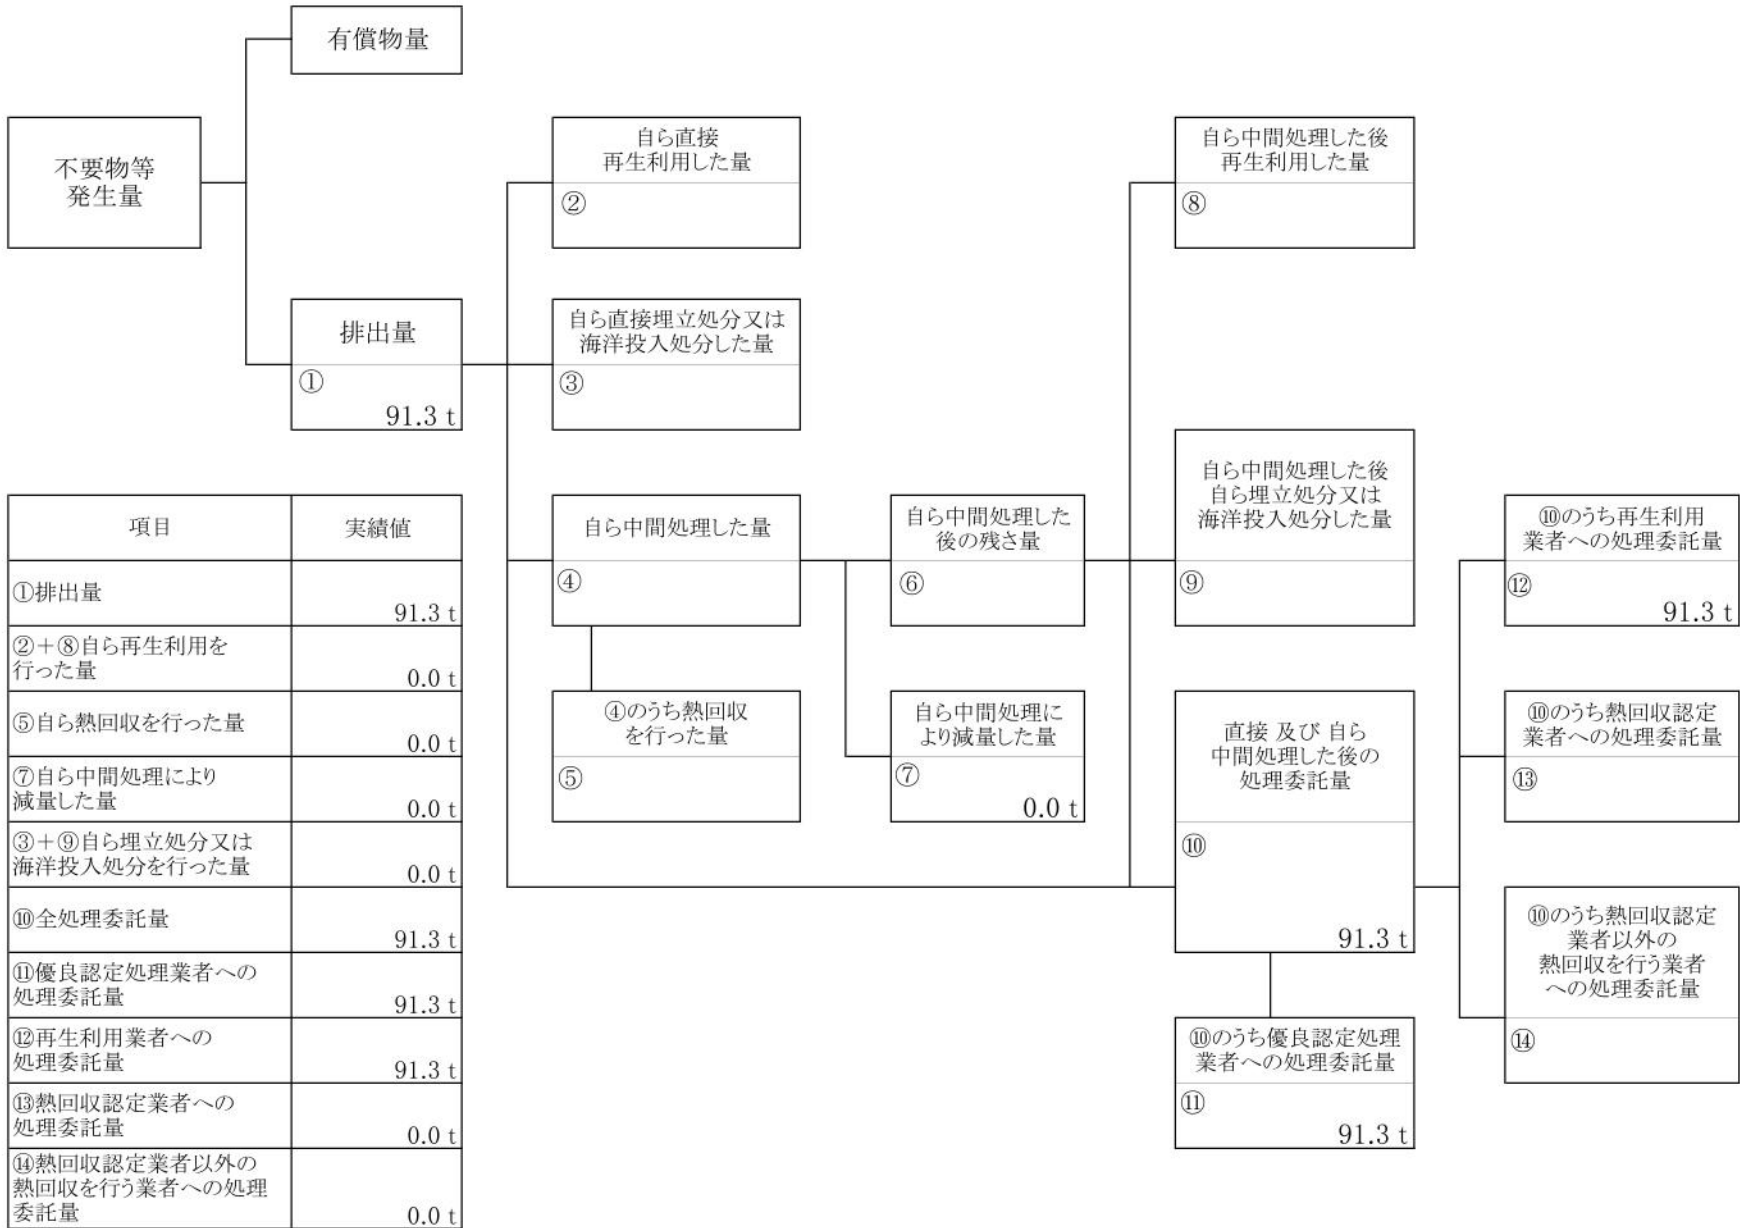 有償物量
不要物等
発生量
自ら直接
再生利用した量
②
自ら中間処理した後
再生利用した量
⑧
排出量
①
91.3 t
自ら直接埋立処分又は
海洋投入処分した量
③
自ら中間処理した量
④
自ら中間処理した
後の残さ量
⑥
自ら中間処理した後
自ら埋立処分又は
海洋投入処分した量
⑨
⑩のうち再生利用
業者への処理委託量
⑫
91.3 t
④のうち熱回収
を行った量
⑤
自ら中間処理に
より減量した量
⑦
0.0 t
直接 及び 自ら
中間処理した後の
処理委託量
⑩
91.3 t
⑩のうち熱回収認定
業者への処理委託量
⑬
⑩のうち熱回収認定
業者以外の
熱回収を行う業者
への処理委託量
⑭
⑩のうち優良認定処理
業者への処理委託量
⑪
91.3 t
項目 実績値
①排出量
91.3 t
②＋⑧自ら再生利用を
行った量
0.0 t
⑤自ら熱回収を行った量
0.0 t
⑦自ら中間処理により
減量した量
0.0 t
③＋⑨自ら埋立処分又は
海洋投入処分を行った量
0.0 t
⑩全処理委託量
91.3 t
⑪優良認定処理業者への
処理委託量
91.3 t
⑫再生利用業者への
処理委託量
91.3 t
⑬熱回収認定業者への
処理委託量
0.0 t
⑭熱回収認定業者以外の
熱回収を行う業者への処理
委託量
0.0 t